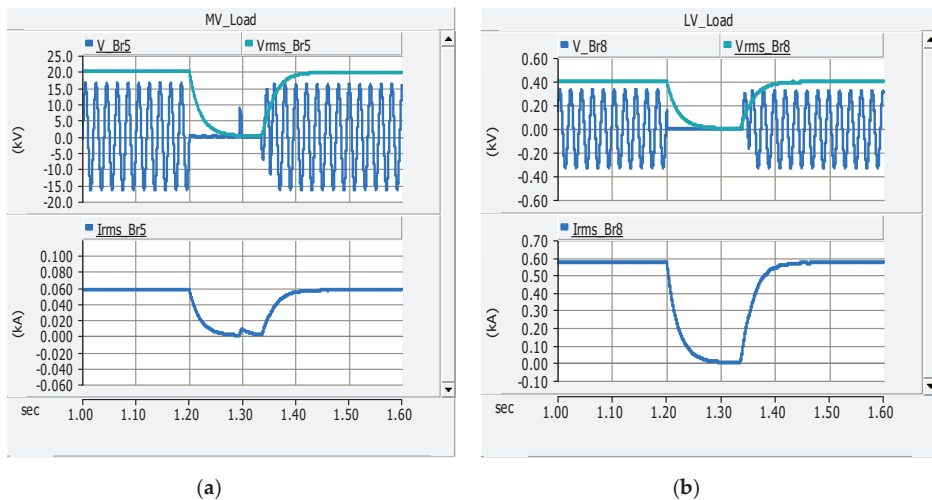 MV_Load
V_Br5 Vrms_Br5
25.0
20.0
15.0
10.0
5.0
0.0
-5.0
-10.0
-15.0
-20.0
(kV)
Irms_Br5
0.100
0.080
0.060
0.040
0.020
0.000
-0.020
-0.040
-0.060
(kA)
sec 1.00 1.10 1.20 1.30 1.40 1.50 1.60
(a)
LV_Load
V_Br8 Vrms_Br8
0.60
0.40
0.20
0.00
-0.20
-0.40
-0.60
(kV)
Irms_Br8
0.70
0.60
0.50
0.40
0.30
0.20
0.10
0.00
-0.10
(kA)
sec 1.00 1.10 1.20 1.30 1.40 1.50 1.60
(b)